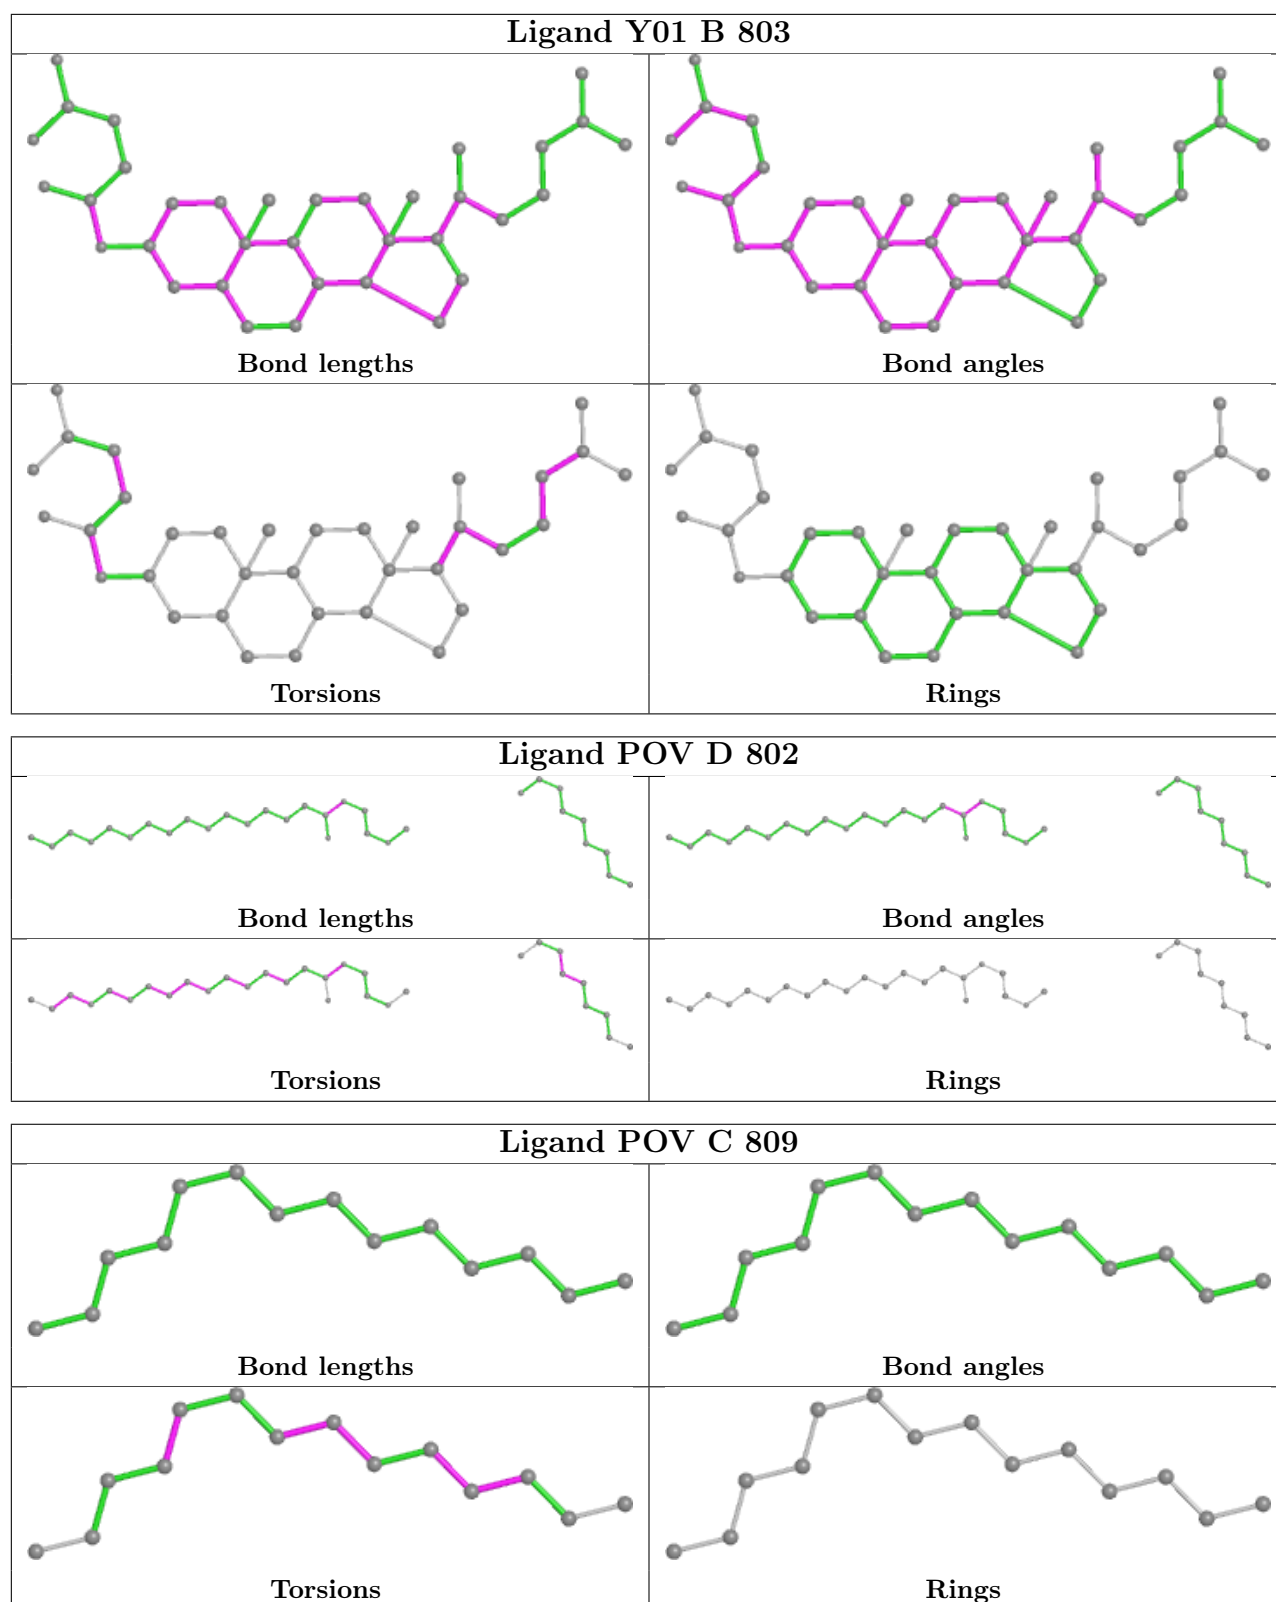 Ligand Y01 B 803
Bond lengths
Bond angles
Torsions
Rings
Ligand POV D 802
Bond lengths
Bond angles
Torsions
Rings
Ligand POV C 809
Bond lengths
Bond angles
Torsions
Rings